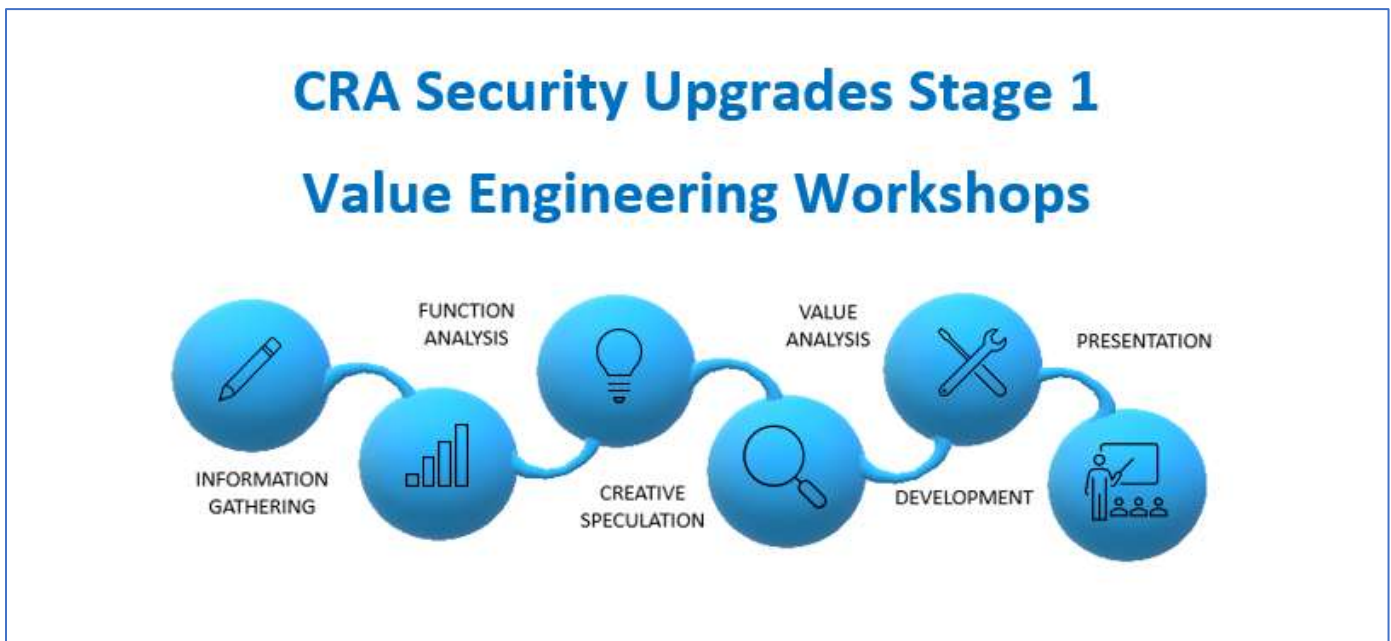 CRA Security Upgrades Stage 1
Value Engineering Workshops
INFORMATION
GATHERING
FUNCTION
ANALYSIS
CREATIVE
SPECULATION
VALUE
ANALYSIS
DEVELOPMENT
PRESENTATION